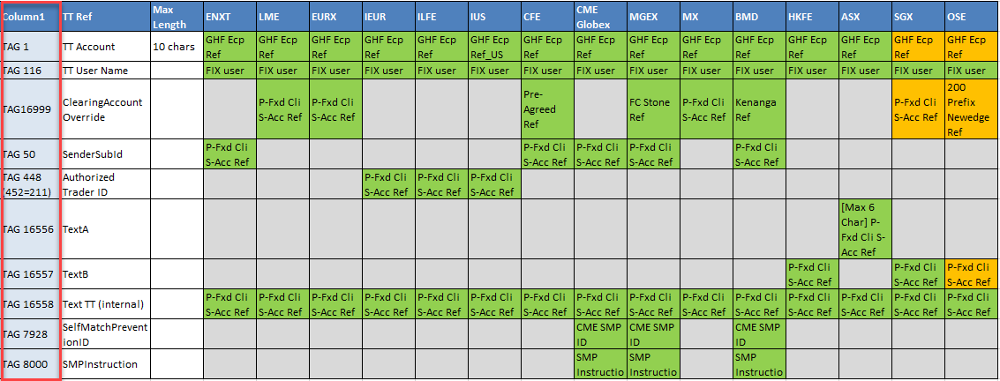 Column1 TT Ref Max Length ENXT LME EURX IEUR ILFE IUS CFE CME Globex MGEX MX BMD HKFE ASX SGX OSE
TAG 1 TT Account 10 chars GHF Ecp Ref GHF Ecp Ref GHF Ecp Ref GHF Ecp Ref GHF Ecp Ref GHF Ecp Ref_US GHF Ecp Ref GHF Ecp Ref GHF Ecp Ref GHF Ecp Ref GHF Ecp Ref GHF Ecp Ref GHF Ecp Ref GHF Ecp Ref GHF Ecp Ref
TAG 116 TT User Name FIX user FIX user FIX user FIX user FIX user FIX user FIX user FIX user FIX user FIX user FIX user FIX user FIX user FIX user FIX user
TAG16999 ClearingAccount Override P-Fxd Cli S-Acc Ref P-Fxd Cli S-Acc Ref Pre-Agreed Ref FC Stone Ref P-Fxd Cli S-Acc Ref Kenanga Ref P-Fxd Cli S-Acc Ref 200 Prefix Newedge Ref
TAG 50 SenderSubId P-Fxd Cli S-Acc Ref P-Fxd Cli S-Acc Ref P-Fxd Cli S-Acc Ref P-Fxd Cli S-Acc Ref P-Fxd Cli S-Acc Ref
TAG 448 (452=211) Authorized Trader ID P-Fxd Cli S-Acc Ref P-Fxd Cli S-Acc Ref P-Fxd Cli S-Acc Ref
TAG 16556 TextA [Max 6 Char] P-Fxd Cli S-Acc Ref
TAG 16557 TextB P-Fxd Cli S-Acc Ref P-Fxd Cli S-Acc Ref P-Fxd Cli S-Acc Ref
TAG 16558 Text TT (internal) P-Fxd Cli S-Acc Ref P-Fxd Cli S-Acc Ref P-Fxd Cli S-Acc Ref P-Fxd Cli S-Acc Ref P-Fxd Cli S-Acc Ref P-Fxd Cli S-Acc Ref P-Fxd Cli S-Acc Ref P-Fxd Cli S-Acc Ref P-Fxd Cli S-Acc Ref P-Fxd Cli S-Acc Ref P-Fxd Cli S-Acc Ref P-Fxd Cli S-Acc Ref P-Fxd Cli S-Acc Ref P-Fxd Cli S-Acc Ref P-Fxd Cli S-Acc Ref
TAG 7928 SelfMatchPreventionID CME SMP ID CME SMP ID CME SMP ID
TAG 8000 SMPInstruction SMP Instructio SMP Instructio SMP Instructio